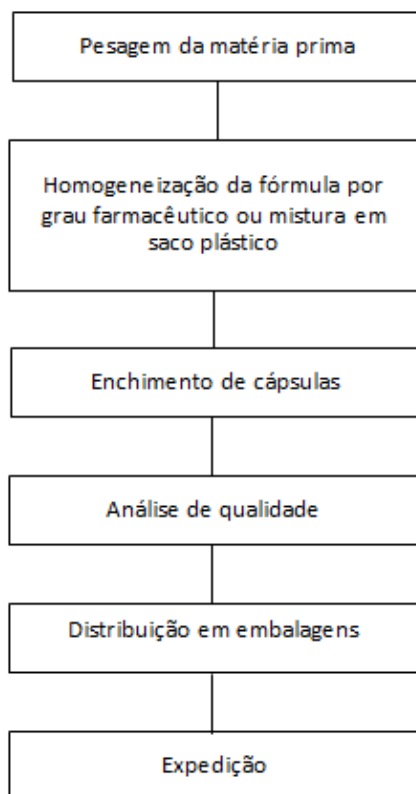 Pesagem da matéria prima
Homogeneização da fórmula por
grau farmacêutico ou mistura em
saco plástico
Enchimento de cápsulas
Análise de qualidade
Distribuição em embalagens
Expedição